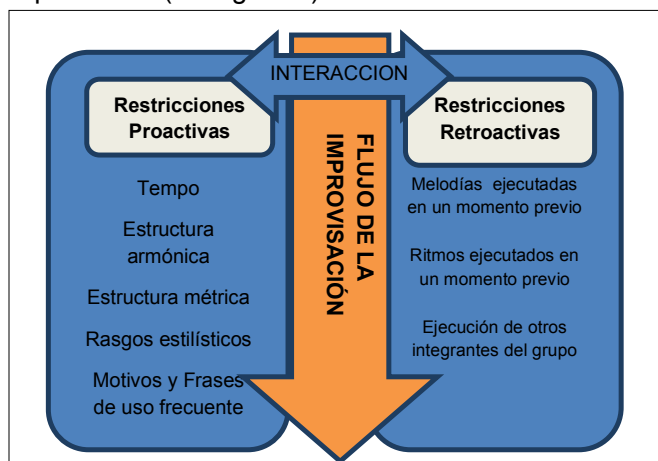 INTERACCION
Restricciones
Proactivas
Tempo
Estructura
armónica
Estructura métrica
Rasgos estilísticos
Motivos y Frases
de uso frecuente
FLUJO DE LA
IMPROVISACIÓN
Restricciones
Retroactivas
Melodías ejecutadas
en un momento previo
Ritmos ejecutados en
un momento previo
Ejecución de otros
integrantes del grupo